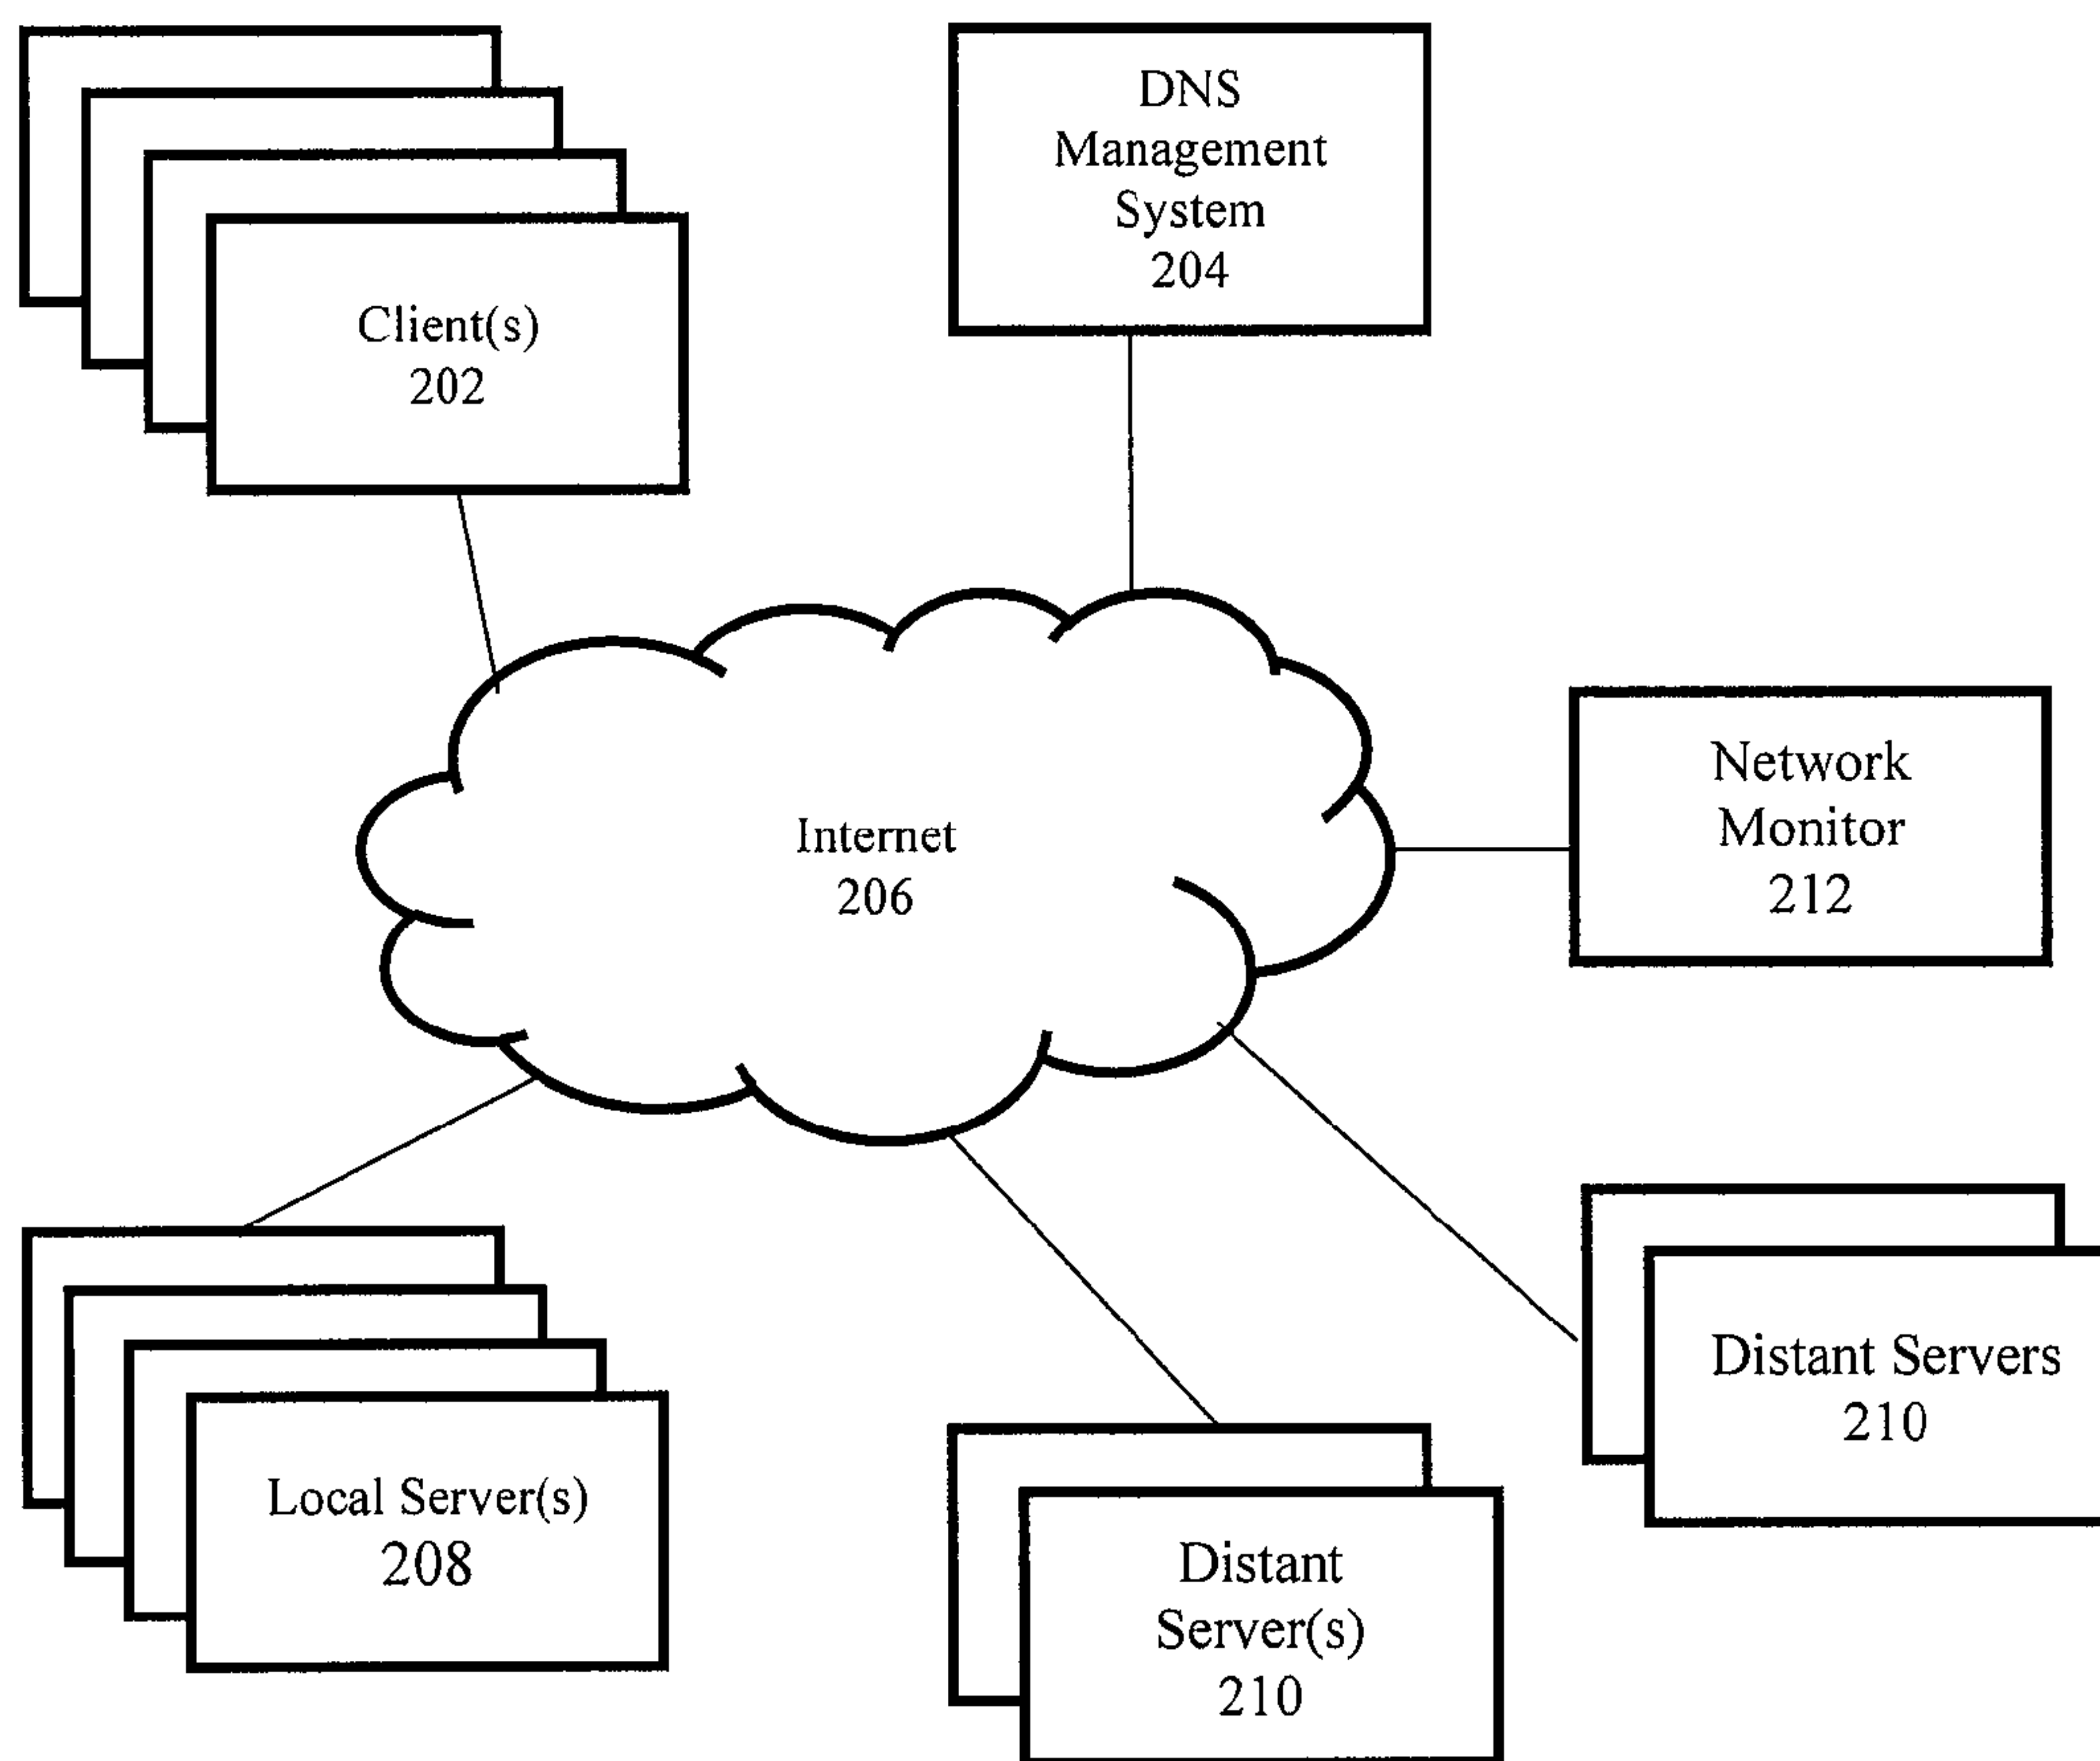 DNS
Management
System
204
Client(s)
202
Network
Monitor
212
Internet
206
Distant Servers
210
Local Server(s)
208
Distant
Server(s)
210